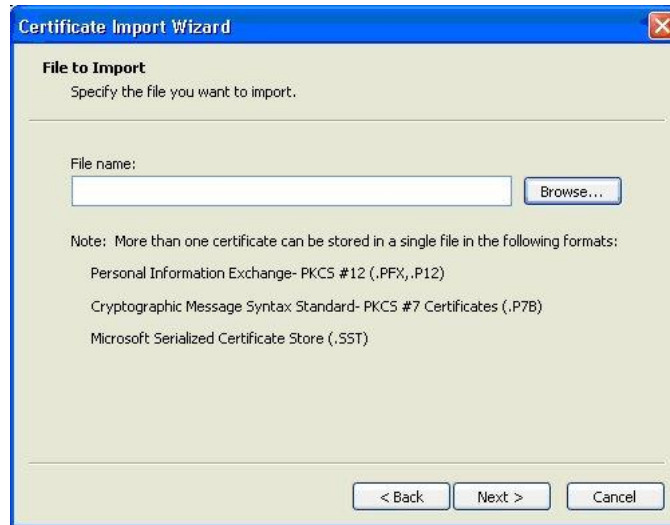 Certificate Import Wizard
File to Import
Specify the file you want to import.
File name:
Browse...
Note: More than one certificate can be stored in a single file in the following formats:
Personal Information Exchange- PKCS #12 (.PFX,.P12)
Cryptographic Message Syntax Standard- PKCS #7 Certificates (.P7B)
Microsoft Serialized Certificate Store (.SST)
< Back
Next >
Cancel